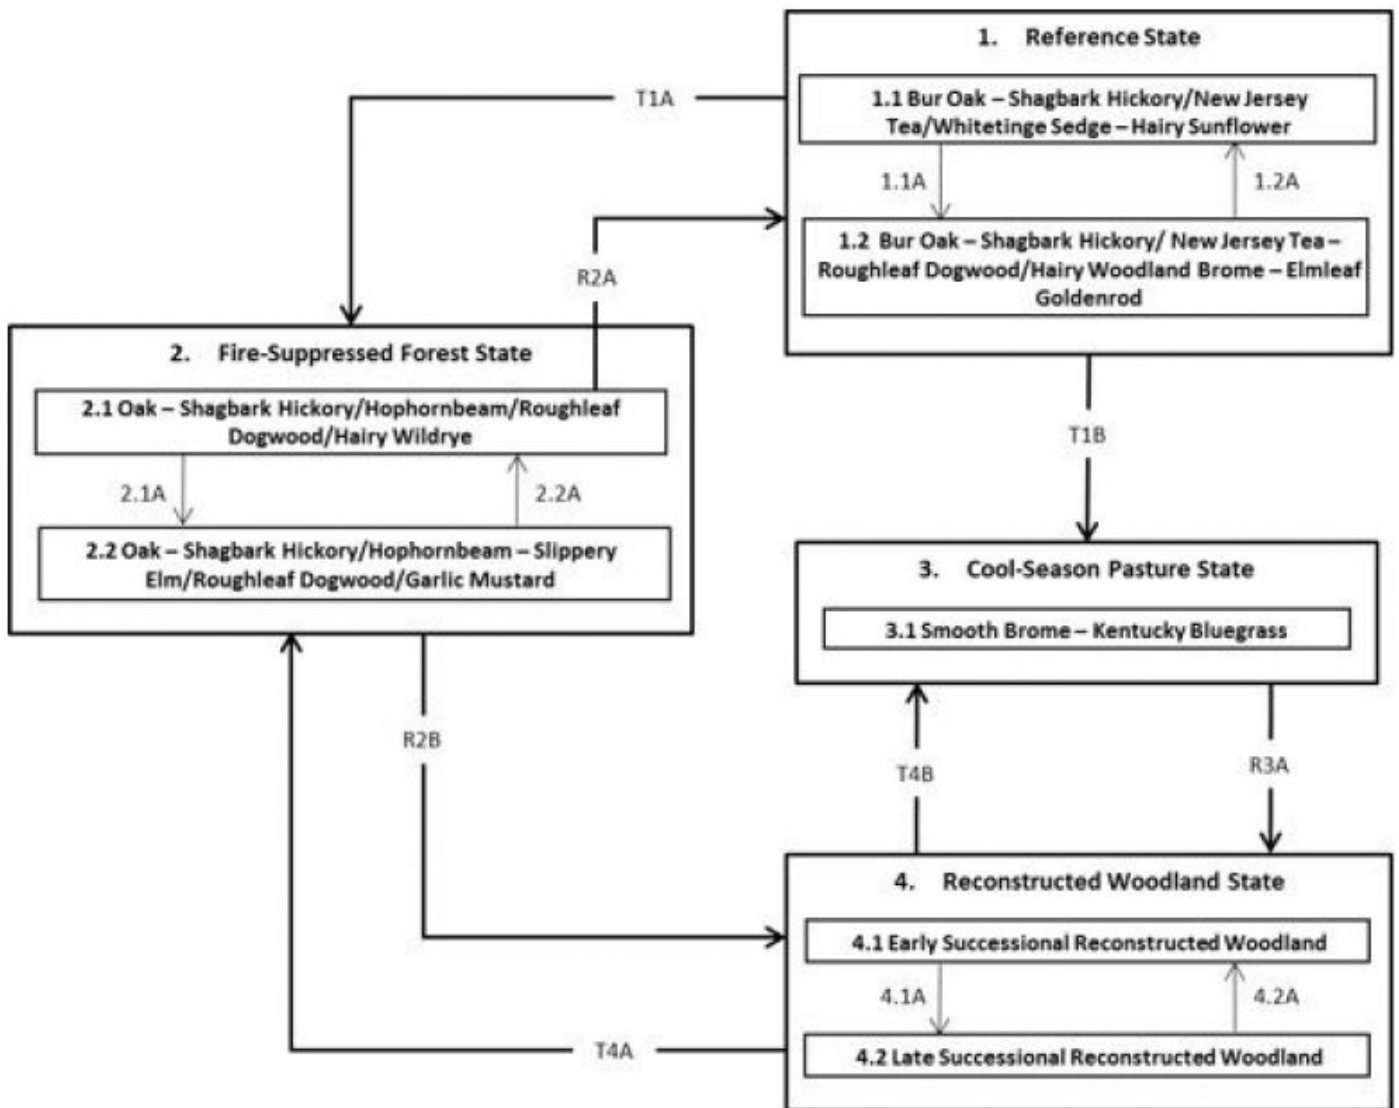 1. Reference State
1.1 Bur Oak – Shagbark Hickory/New Jersey
Tea/Whitetinge Sedge – Hairy Sunflower
T1A
1.1A
1.2A
1.2 Bur Oak – Shagbark Hickory/ New Jersey Tea –
Roughleaf Dogwood/Hairy Woodland Brome – Elmleaf
Goldenrod
R2A
2. Fire-Suppressed Forest State
2.1 Oak – Shagbark Hickory/Hophornbeam/Roughleaf
Dogwood/Hairy Wildrye
2.1A
2.2A
2.2 Oak – Shagbark Hickory/Hophornbeam – Slippery
Elm/Roughleaf Dogwood/Garlic Mustard
T1B
3. Cool-Season Pasture State
3.1 Smooth Brome – Kentucky Bluegrass
R2B
T4B
R3A
4. Reconstructed Woodland State
4.1 Early Successional Reconstructed Woodland
4.1A
4.2A
4.2 Late Successional Reconstructed Woodland
T4A